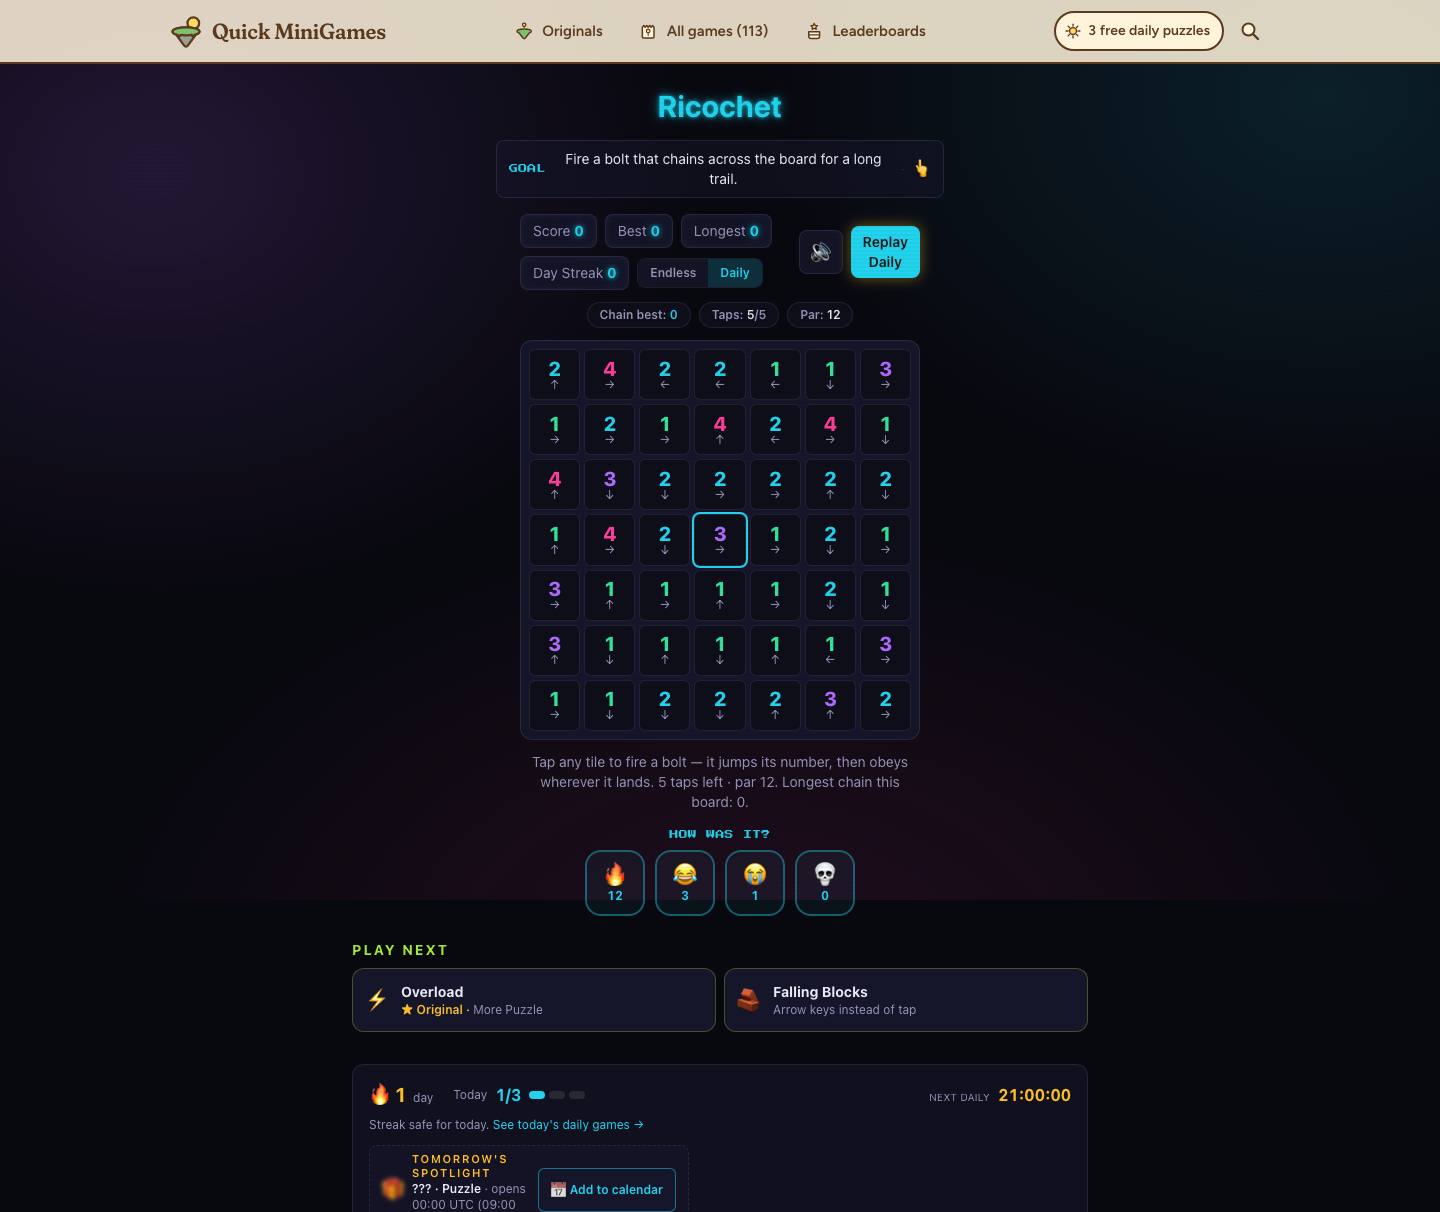 Quick MiniGames
Originals
All games (113)
Leaderboards
3 free daily puzzles
Ricochet
GOAL
Fire a bolt that chains across the board for a long
trail.
Score 0
Best 0
Longest 0
Day Streak 0
Endless
Daily
Replay
Daily
Chain best: 0
Taps: 5/5
Par: 12
2 4 2 2 1 1 3
↑ → ← ← ← ↓ →
1 2 1 4 2 4 1
→ → → ↑ ← → ↓
4 3 2 2 2 2 2
↑ ↓ ↓ → → ↑ ↓
1 4 2 3 1 2 1
↑ → ↓ → → ↓ →
3 1 1 1 1 2 1
→ ↑ → ↑ → ↓ ↓
3 1 1 1 1 1 3
↑ ↓ ↑ ↓ ↑ ← →
1 1 2 2 2 3 2
→ ↓ ↓ ↓ ↑ ↑ →
Tap any tile to fire a bolt — it jumps its number, then obeys
wherever it lands. 5 taps left · par 12. Longest chain this
board: 0.
HOW WAS IT?
12
3
1
0
PLAY NEXT
Overload
Original · More Puzzle
Falling Blocks
Arrow keys instead of tap
1 day
Today 1/3
NEXT DAILY 21:00:00
Streak safe for today. See today's daily games →
TOMORROW'S
SPOTLIGHT
??? · Puzzle · opens
00:00 UTC (09:00
Add to calendar